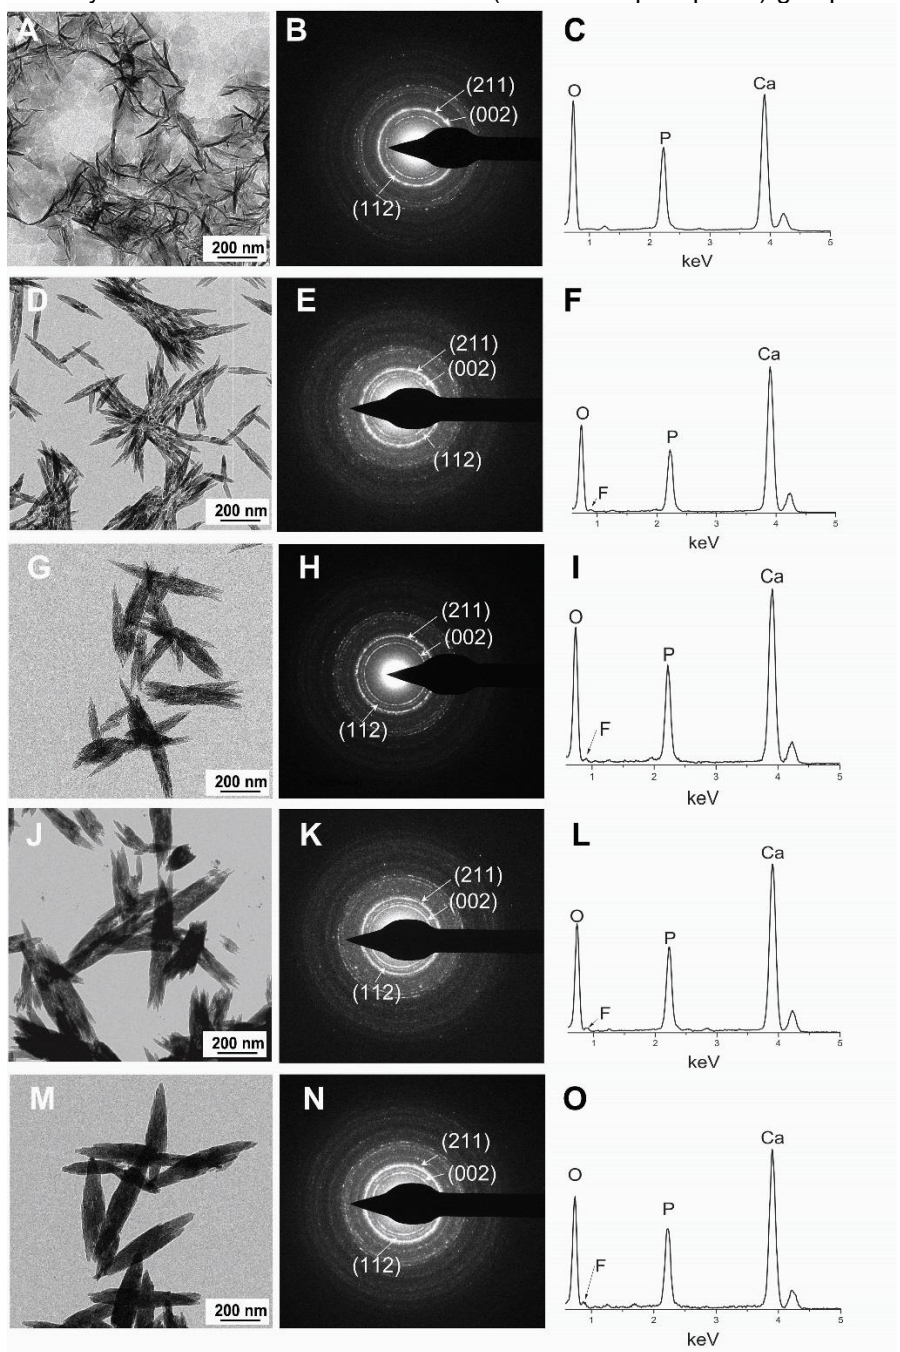 A B C
(211)
(002)
(112)
200 nm
O
P
Ca
1 2 3 4 5
keV
D E F
(211)
(002)
(112)
200 nm
O
F
P
Ca
1 2 3 4 5
keV
G H I
(211)
(002)
(112)
200 nm
O
F
P
Ca
1 2 3 4 5
keV
J K L
(211)
(002)
(112)
200 nm
O
F
P
Ca
1 2 3 4 5
keV
M N O
(211)
(002)
(112)
200 nm
O
F
P
Ca
1 2 3 4 5
keV